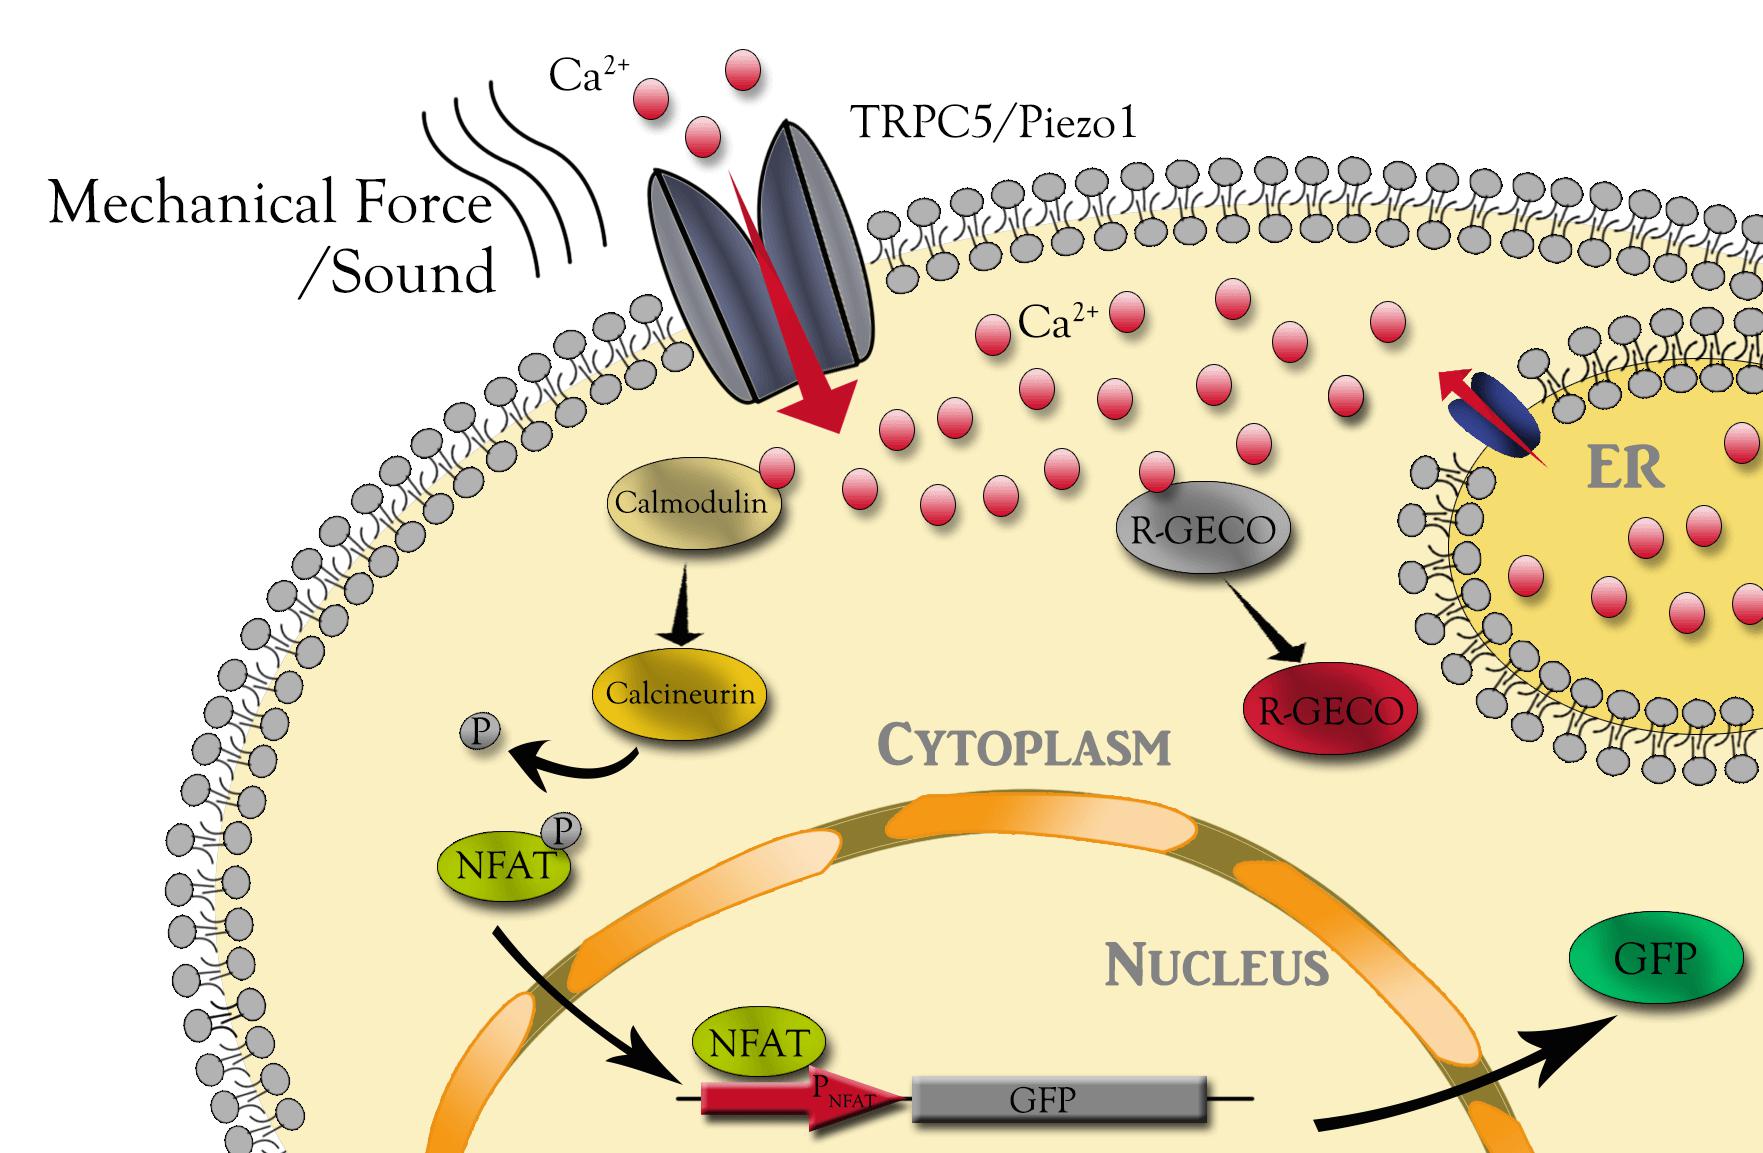 Ca²⁺
TRPC5/Piezo1
Mechanical Force
/Sound
Ca²⁺
ER
Calmodulin
R-GECO
Calcineurin
R-GECO
P
CYTOPLASM
P
NFAT
NUCLEUS
GFP
NFAT
PNFAT
GFP